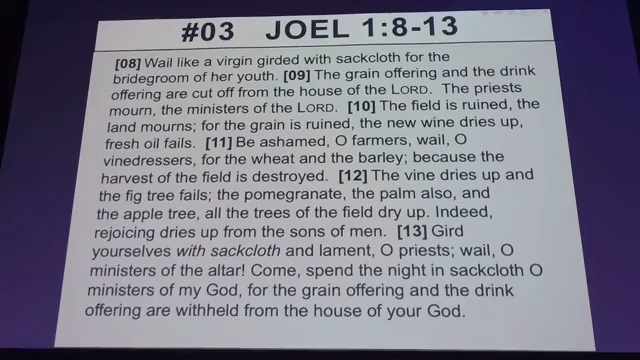 #03 JOEL 1:8-13
[08] Wail like a virgin girded with sackcloth for the
bridegroom of her youth. [09] The grain offering and the drink
offering are cut off from the house of the LORD. The priests
mourn, the ministers of the LORD. [10] The field is ruined, the
land mourns; for the grain is ruined, the new wine dries up,
fresh oil fails. [11] Be ashamed, O farmers, wail, O
vinedressers, for the wheat and the barley; because the
harvest of the field is destroyed. [12] The vine dries up and
the fig tree fails; the pomegranate, the palm also, and
the apple tree, all the trees of the field dry up. Indeed,
rejoicing dries up from the sons of men. [13] Gird
yourselves with sackcloth and lament, O priests; wail, O
ministers of the altar! Come, spend the night in sackcloth O
ministers of my God, for the grain offering and the drink
offering are withheld from the house of your God.